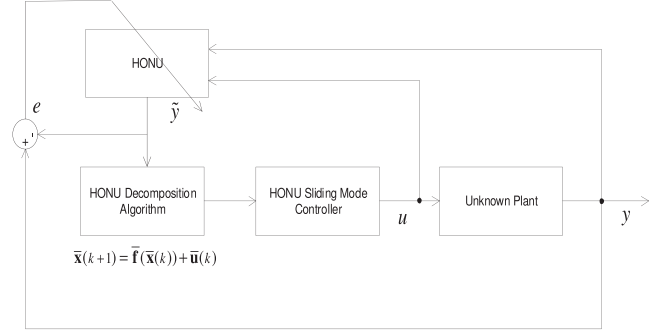 HONU
e
ỹ
+ -
HONU Decomposition
Algorithm
HONU Sliding Mode
Controller
Unknown Plant
u
y
x̅(k+1) = f̅(x̅(k)) + u̅(k)